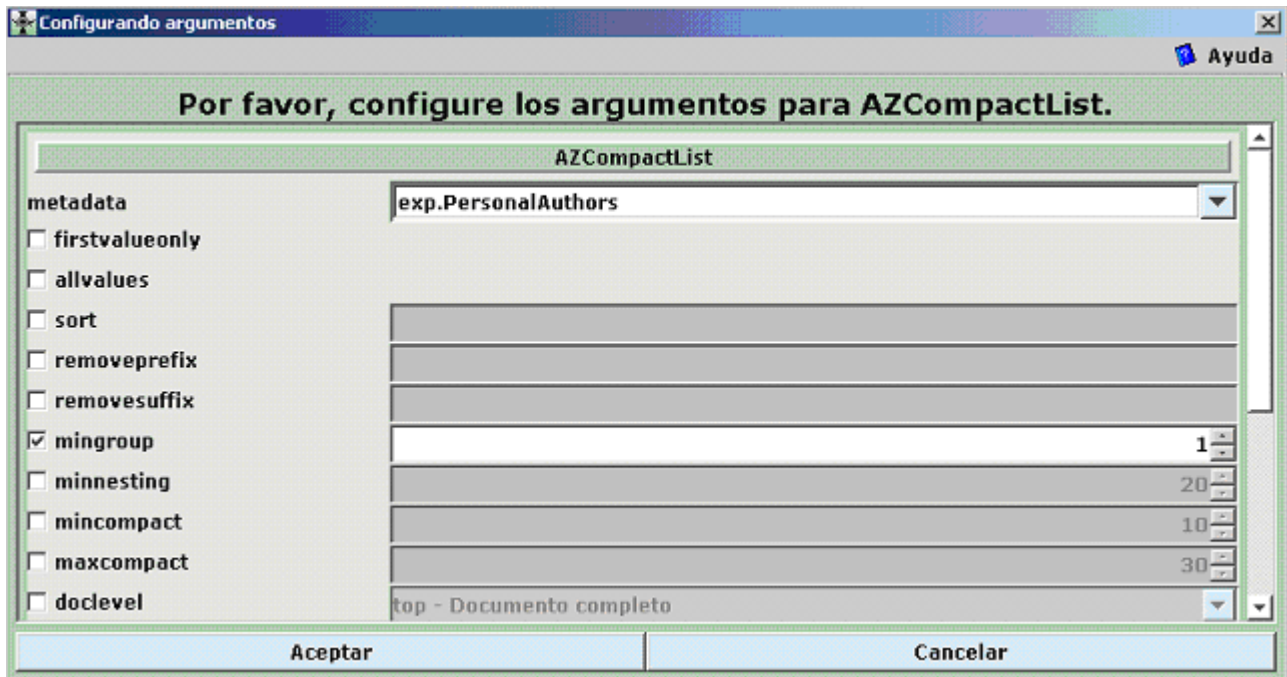 Configurando argumentos
Ayuda
Por favor, configure los argumentos para AZCompactList.
AZCompactList
metadata exp.PersonalAuthors
firstvalueonly
allvalues
sort
removeprefix
removesuffix
mingroup 1
minnesting 20
mincompact 10
maxcompact 30
doclevel top - Documento completo
Aceptar Cancelar